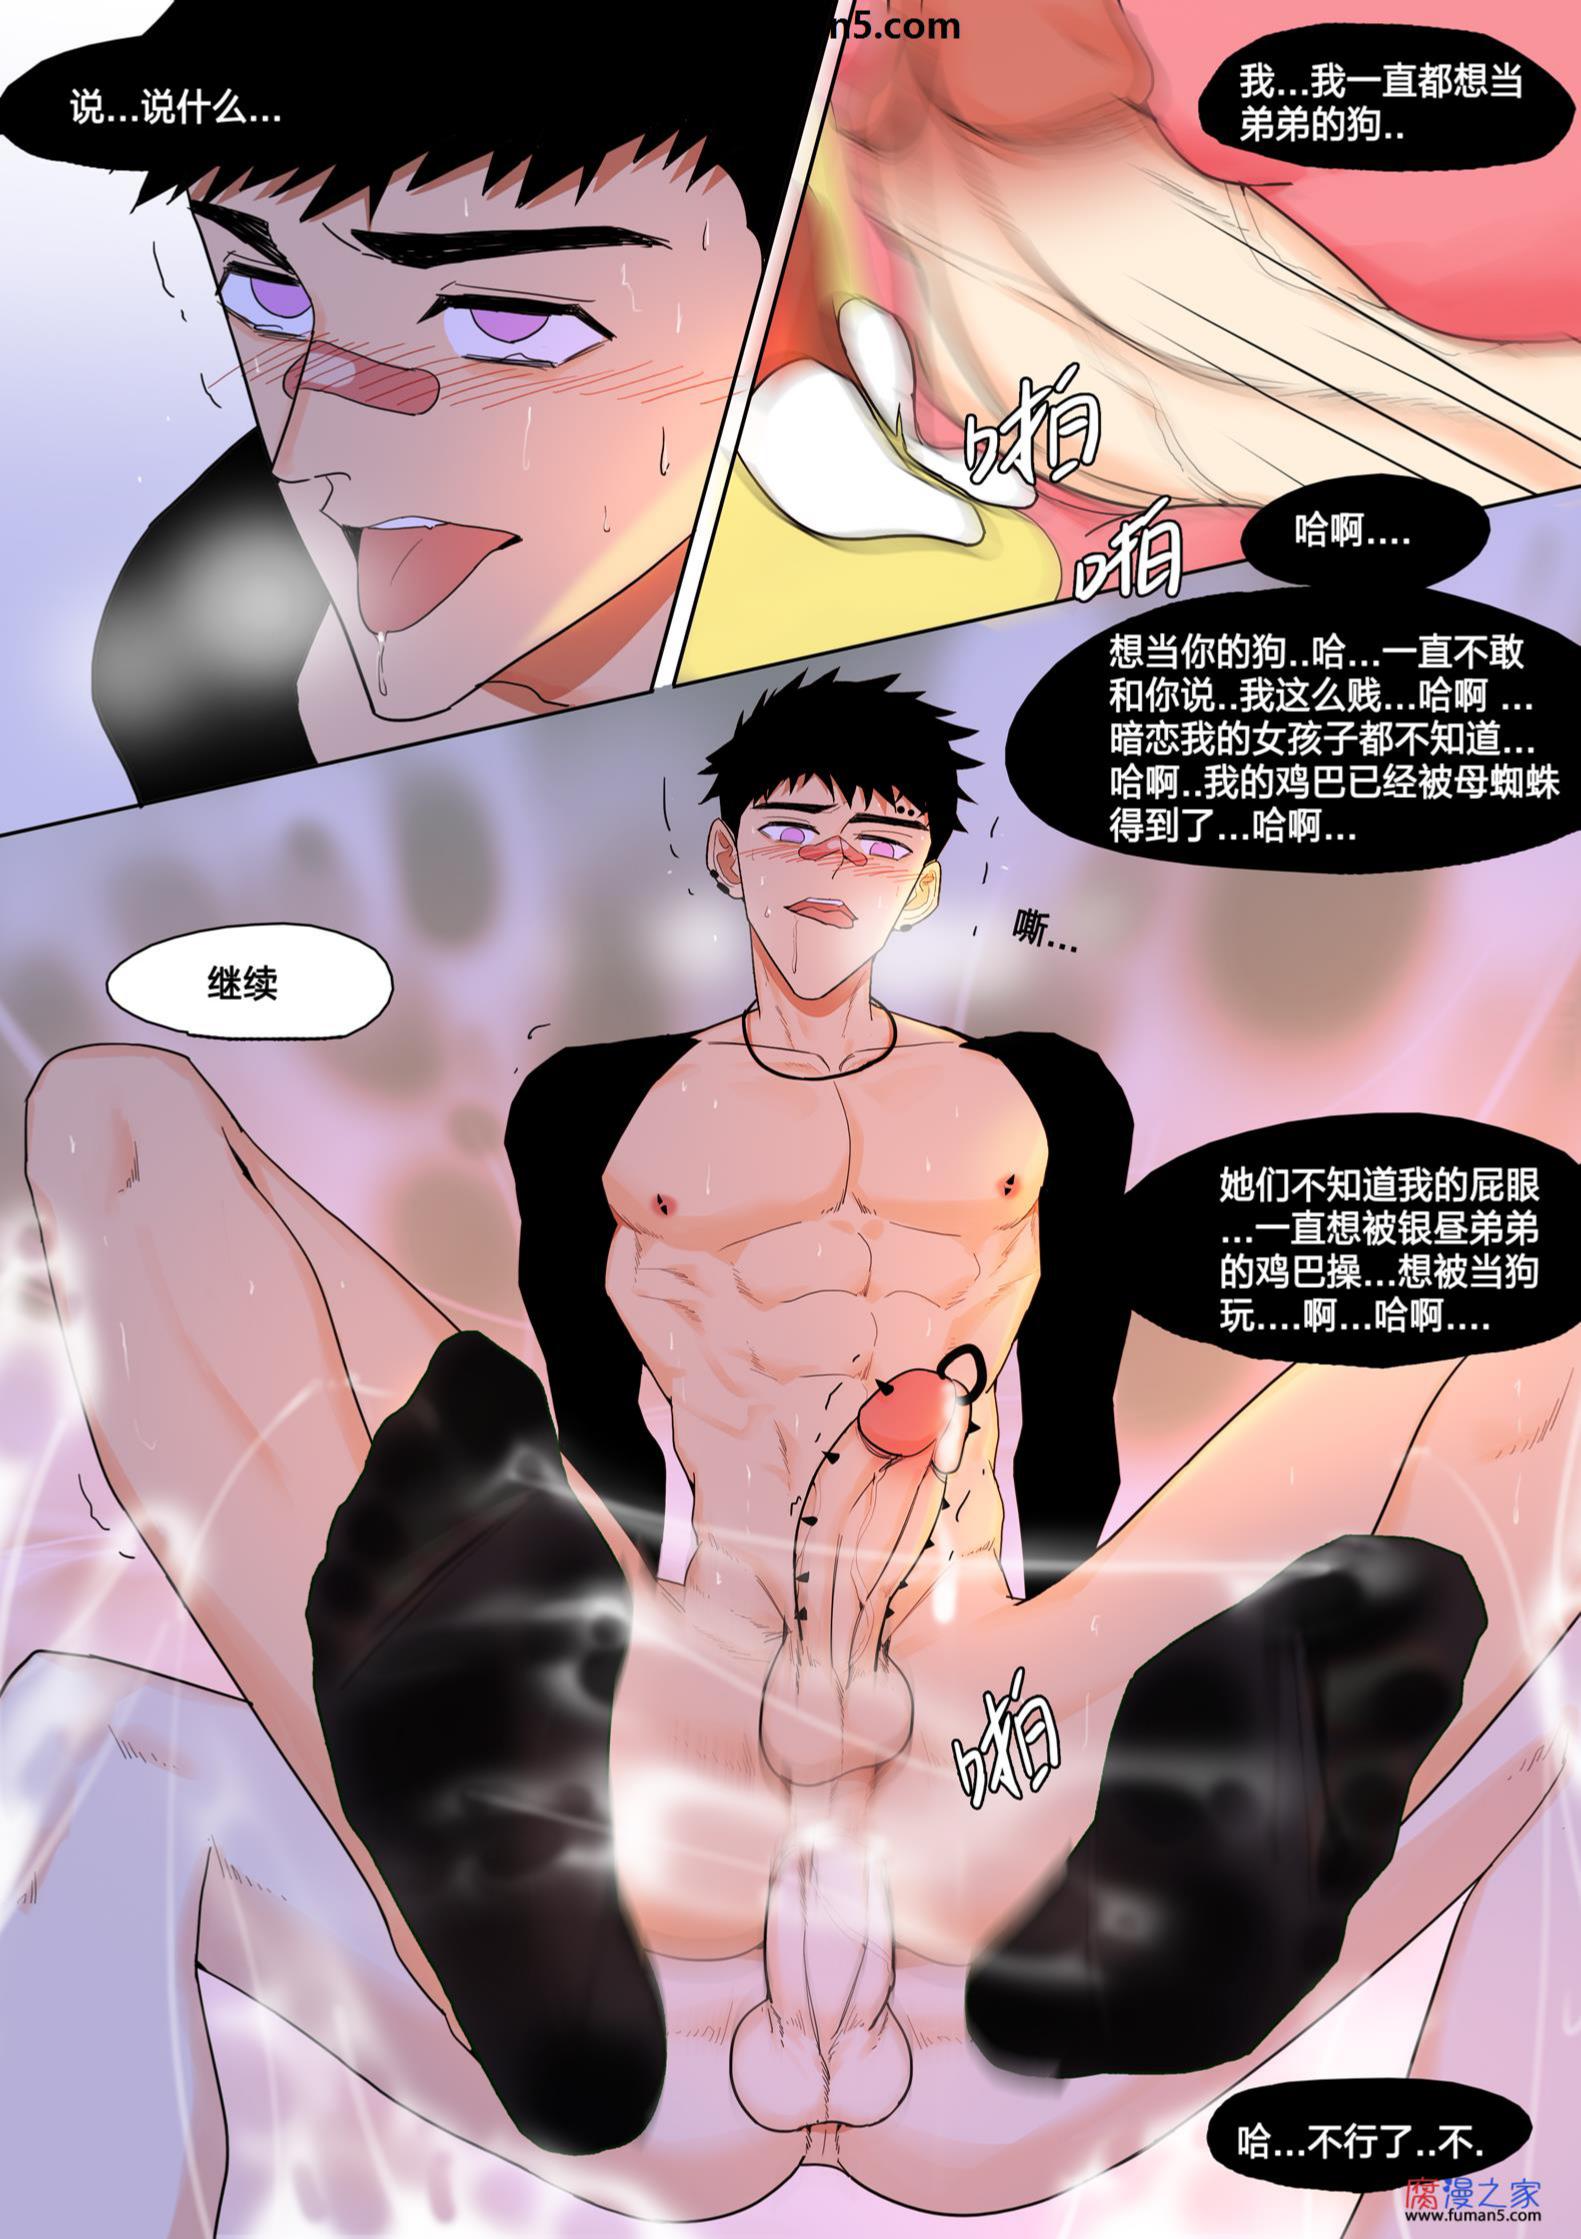 n5.com
说...说什么...
我...我一直都想当
弟弟的狗..
啪
啪
哈啊....
想当你的狗..哈...一直不敢
和你说..我这么贱...哈啊 ...
暗恋我的女孩子都不知道...
哈啊..我的鸡巴已经被母蜘蛛
得到了...哈啊...
嘶...
继续
她们不知道我的屁眼
...一直想被银昼弟弟
的鸡巴操...想被当狗
玩....啊...哈啊....
啪
哈...不行了..不.
腐漫之家
www.fuman5.com